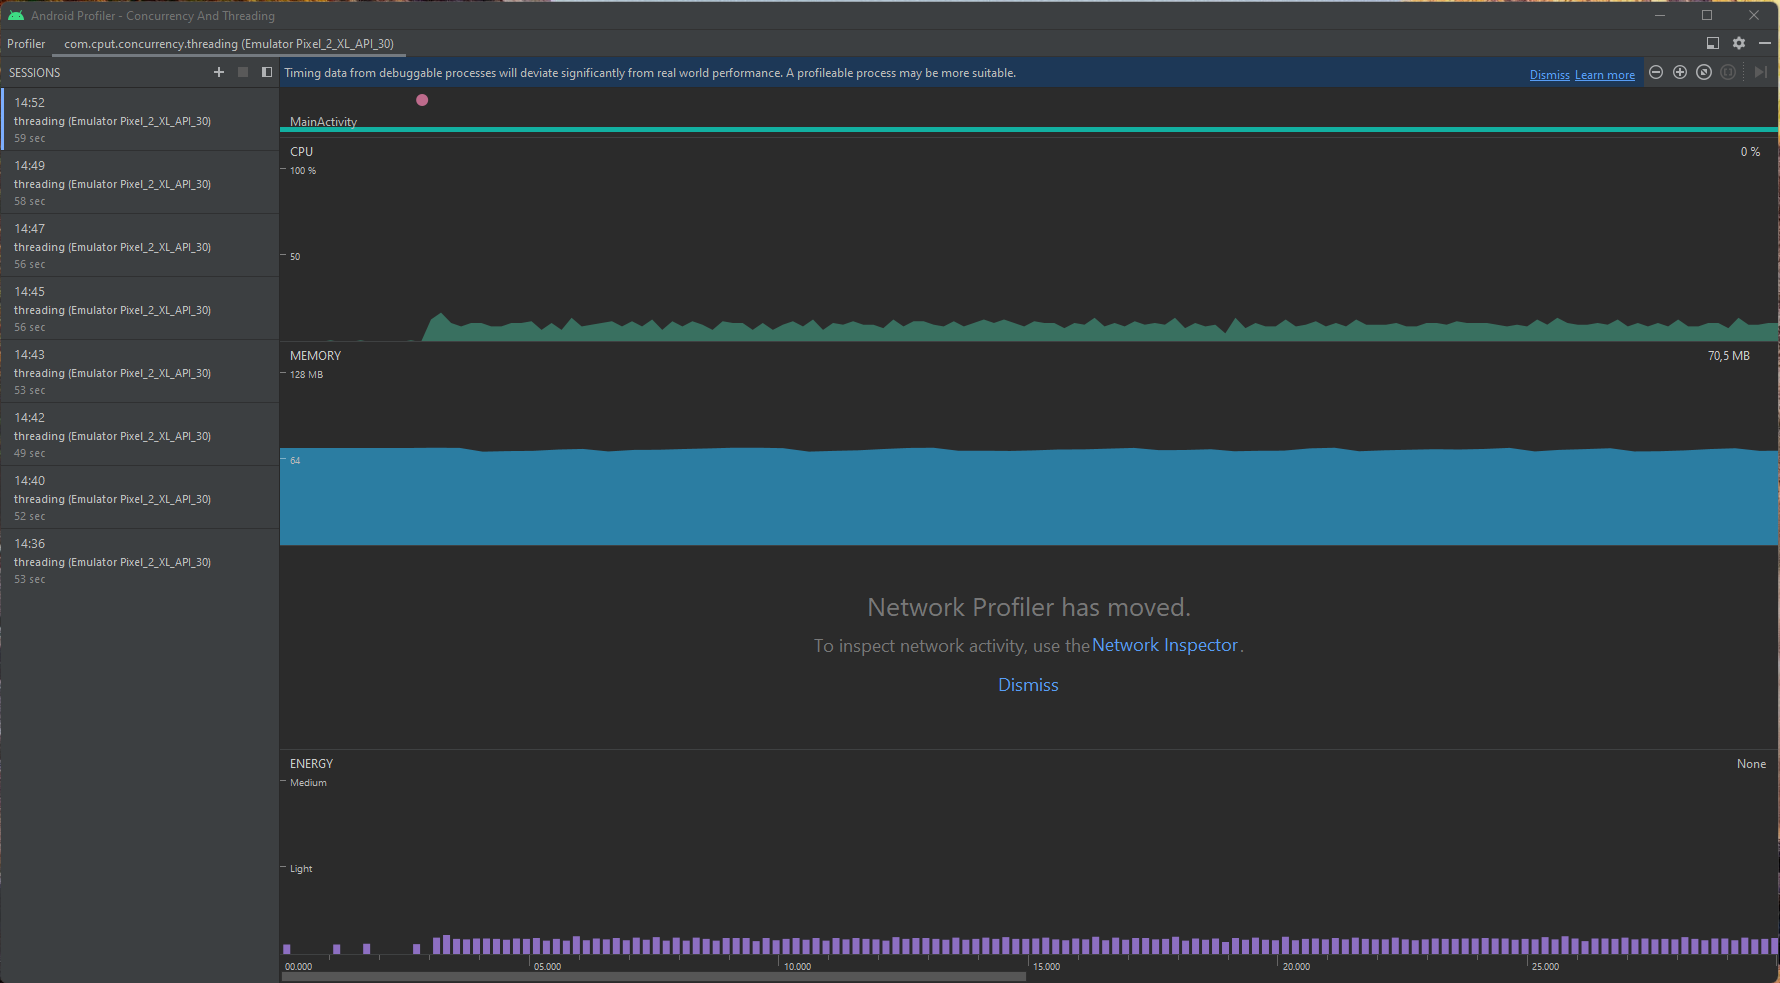 Android Profiler - Concurrency And Threading
Profiler
com.cput.concurrency.threading (Emulator Pixel_2_XL_API_30)
SESSIONS
Timing data from debuggable processes will deviate significantly from real world performance. A profileable process may be more suitable.
Dismiss Learn more
14:52
threading (Emulator Pixel_2_XL_API_30)
59 sec
14:49
threading (Emulator Pixel_2_XL_API_30)
58 sec
14:47
threading (Emulator Pixel_2_XL_API_30)
56 sec
14:45
threading (Emulator Pixel_2_XL_API_30)
56 sec
14:43
threading (Emulator Pixel_2_XL_API_30)
53 sec
14:42
threading (Emulator Pixel_2_XL_API_30)
49 sec
14:40
threading (Emulator Pixel_2_XL_API_30)
52 sec
14:36
threading (Emulator Pixel_2_XL_API_30)
53 sec
MainActivity
CPU
0 %
100 %
50
MEMORY
70,5 MB
128 MB
64
Network Profiler has moved.
To inspect network activity, use the Network Inspector.
Dismiss
ENERGY
None
Medium
Light
00.000
05.000
10.000
15.000
20.000
25.000